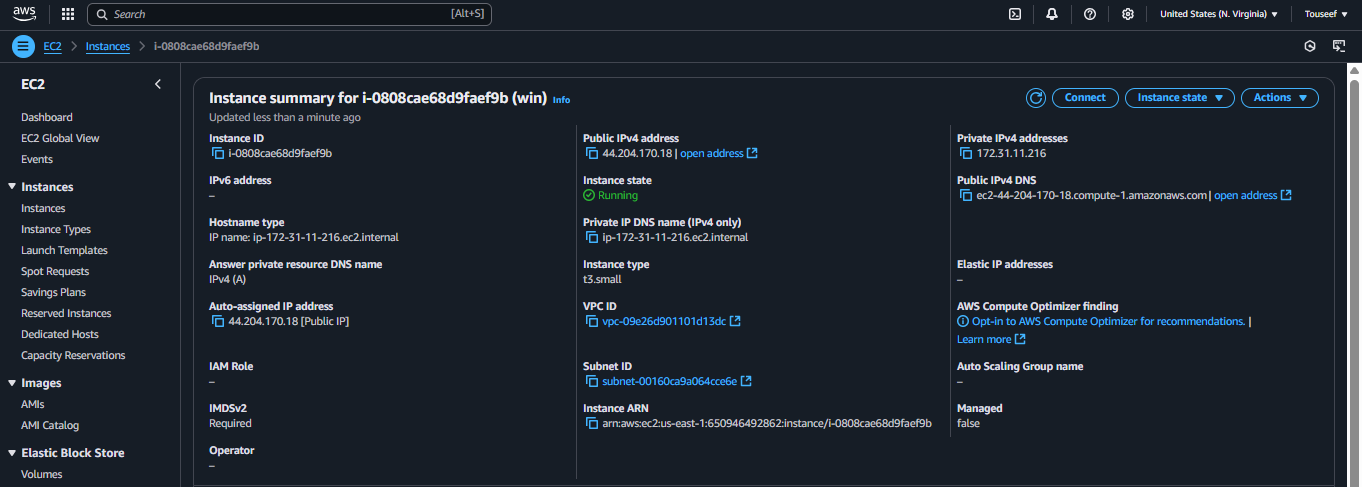 aws
Search
[Alt+S]
United States (N. Virginia)
Touseef
EC2
Instances
i-0808cae68d9faef9b
EC2
Dashboard
EC2 Global View
Events
Instances
Instances
Instance Types
Launch Templates
Spot Requests
Savings Plans
Reserved Instances
Dedicated Hosts
Capacity Reservations
Images
AMIs
AMI Catalog
Elastic Block Store
Volumes
Instance summary for i-0808cae68d9faef9b (win) Info
Updated less than a minute ago
Connect
Instance state
Actions
Instance ID
i-0808cae68d9faef9b
Public IPv4 address
44.204.170.18 | open address
Private IPv4 addresses
172.31.11.216
IPv6 address
–
Instance state
Running
Public IPv4 DNS
ec2-44-204-170-18.compute-1.amazonaws.com | open address
Hostname type
IP name: ip-172-31-11-216.ec2.internal
Private IP DNS name (IPv4 only)
ip-172-31-11-216.ec2.internal
Answer private resource DNS name
IPv4 (A)
Instance type
t3.small
Elastic IP addresses
–
Auto-assigned IP address
44.204.170.18 [Public IP]
VPC ID
vpc-09e26d901101d13dc
AWS Compute Optimizer finding
Opt-in to AWS Compute Optimizer for recommendations. |
Learn more
IAM Role
–
Subnet ID
subnet-00160ca9a064cce6e
Auto Scaling Group name
–
IMDSv2
Required
Instance ARN
arn:aws:ec2:us-east-1:650946492862:instance/i-0808cae68d9faef9b
Managed
false
Operator
–